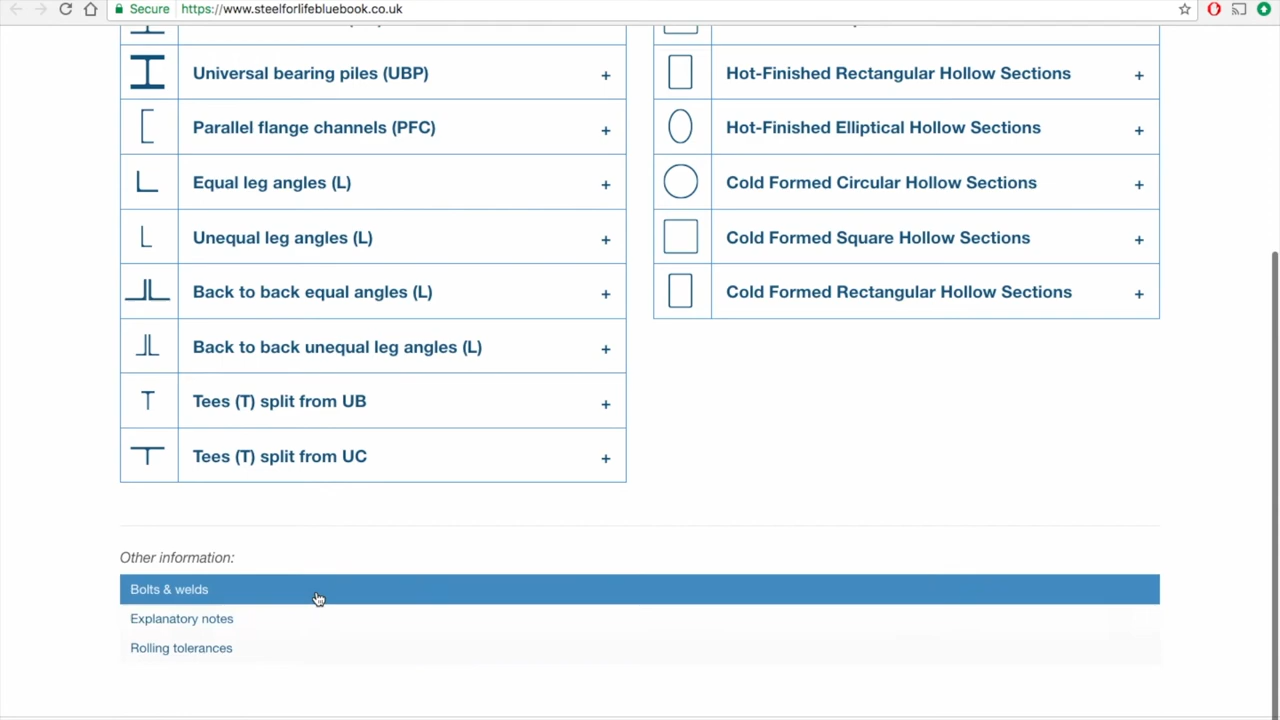 Secure https://www.steelforlifebluebook.co.uk
Universal bearing piles (UBP) +
Parallel flange channels (PFC) +
Equal leg angles (L) +
Unequal leg angles (L) +
Back to back equal angles (L) +
Back to back unequal leg angles (L) +
Tees (T) split from UB +
Tees (T) split from UC +
Hot-Finished Rectangular Hollow Sections +
Hot-Finished Elliptical Hollow Sections +
Cold Formed Circular Hollow Sections +
Cold Formed Square Hollow Sections +
Cold Formed Rectangular Hollow Sections +
Other information:
Bolts & welds
Explanatory notes
Rolling tolerances